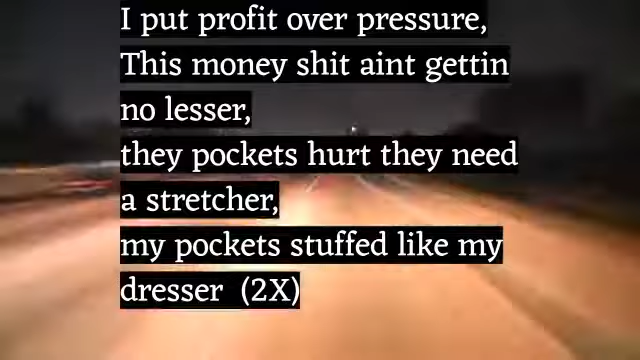 I put profit over pressure,
This money shit aint gettin
no lesser,
they pockets hurt they need
a stretcher,
my pockets stuffed like my
dresser (2X)